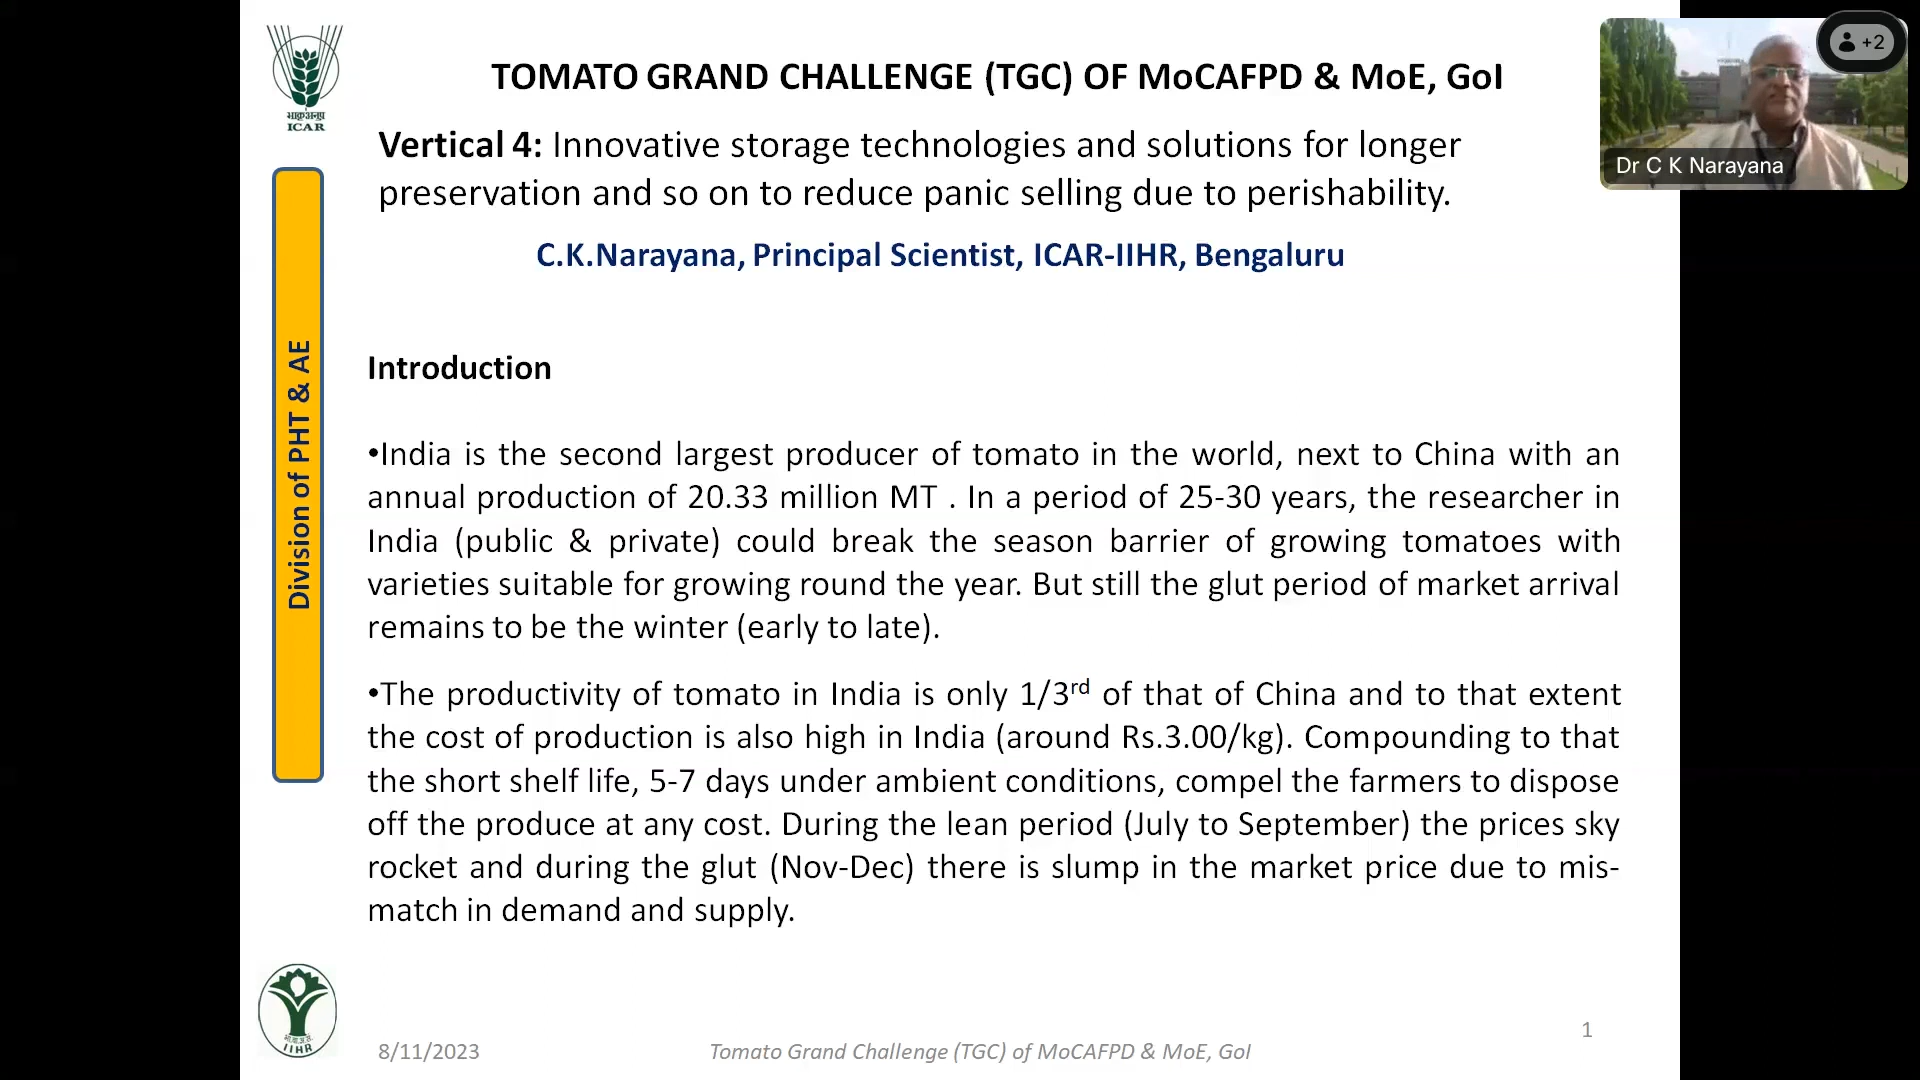 भाकृअनुप
ICAR
TOMATO GRAND CHALLENGE (TGC) OF MoCAFPD & MoE, GoI
Vertical 4: Innovative storage technologies and solutions for longer
preservation and so on to reduce panic selling due to perishability.
C.K.Narayana, Principal Scientist, ICAR-IIHR, Bengaluru
+2
Dr C K Narayana
Division of PHT & AE
Introduction
•India is the second largest producer of tomato in the world, next to China with an
annual production of 20.33 million MT . In a period of 25-30 years, the researcher in
India (public & private) could break the season barrier of growing tomatoes with
varieties suitable for growing round the year. But still the glut period of market arrival
remains to be the winter (early to late).
•The productivity of tomato in India is only 1/3rd of that of China and to that extent
the cost of production is also high in India (around Rs.3.00/kg). Compounding to that
the short shelf life, 5-7 days under ambient conditions, compel the farmers to dispose
off the produce at any cost. During the lean period (July to September) the prices sky
rocket and during the glut (Nov-Dec) there is slump in the market price due to mis-
match in demand and supply.
IIHR
8/11/2023
Tomato Grand Challenge (TGC) of MoCAFPD & MoE, GoI
1